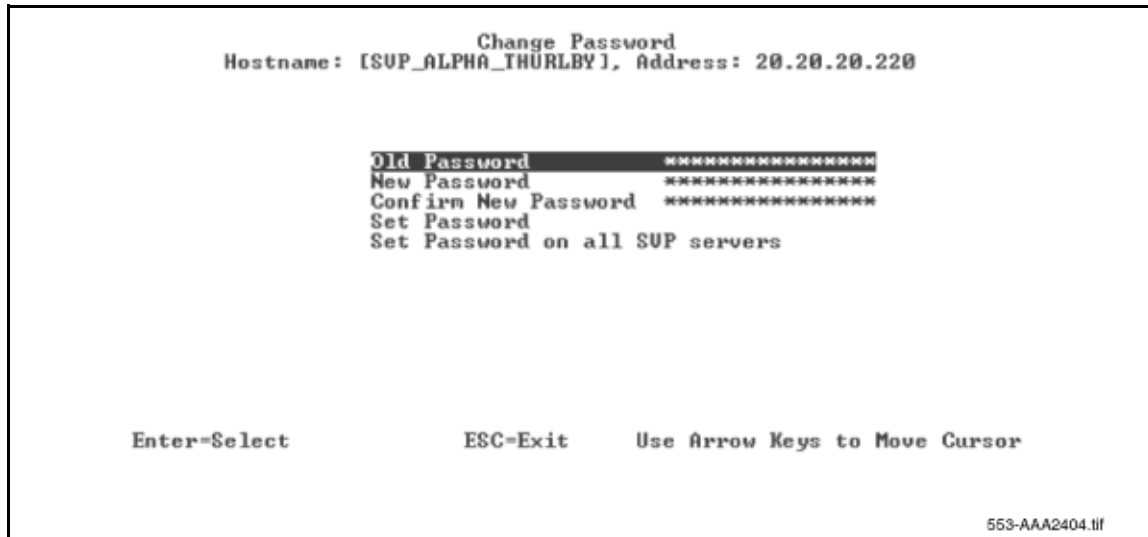 Change Password
Hostname: [SVP_ALPHA_THURLBY], Address: 20.20.20.220
Old Password ****************
New Password ****************
Confirm New Password ****************
Set Password
Set Password on all SVP servers
Enter=Select ESC=Exit Use Arrow Keys to Move Cursor
553-AAA2404.tif